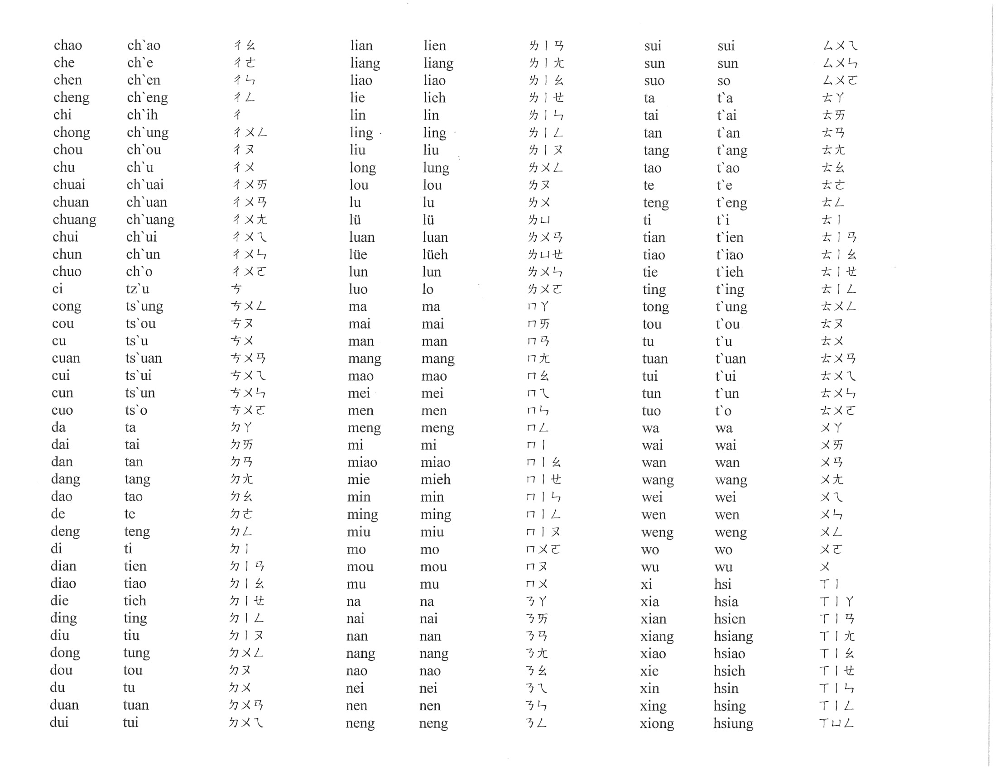 chao ch`ao ㄔㄠ lian lien ㄌㄧㄢ sui sui ㄙㄨㄟ
che ch`e ㄔㄜ liang liang ㄌㄧㄤ sun sun ㄙㄨㄣ
chen ch`en ㄔㄣ liao liao ㄌㄧㄠ suo so ㄙㄨㄛ
cheng ch`eng ㄔㄥ lie lieh ㄌㄧㄝ ta t`a ㄊㄚ
chi ch`ih ㄔ lin lin ㄌㄧㄣ tai t`ai ㄊㄞ
chong ch`ung ㄔㄨㄥ ling ling ㄌㄧㄥ tan t`an ㄊㄢ
chou ch`ou ㄔㄡ liu liu ㄌㄧㄡ tang t`ang ㄊㄤ
chu ch`u ㄔㄨ long lung ㄌㄨㄥ tao t`ao ㄊㄠ
chuai ch`uai ㄔㄨㄞ lou lou ㄌㄡ te t`e ㄊㄜ
chuan ch`uan ㄔㄨㄢ lu lu ㄌㄨ teng t`eng ㄊㄥ
chuang ch`uang ㄔㄨㄤ lü lü ㄌㄩ ti t`i ㄊㄧ
chui ch`ui ㄔㄨㄟ luan luan ㄌㄨㄢ tian t`ien ㄊㄧㄢ
chun ch`un ㄔㄨㄣ lüe lüeh ㄌㄩㄝ tiao t`iao ㄊㄧㄠ
chuo ch`o ㄔㄨㄛ lun lun ㄌㄨㄣ tie t`ieh ㄊㄧㄝ
ci tz`u ㄘ luo lo ㄌㄨㄛ ting t`ing ㄊㄧㄥ
cong ts`ung ㄘㄨㄥ ma ma ㄇㄚ tong t`ung ㄊㄨㄥ
cou ts`ou ㄘㄡ mai mai ㄇㄞ tou t`ou ㄊㄡ
cu ts`u ㄘㄨ man man ㄇㄢ tu t`u ㄊㄨ
cuan ts`uan ㄘㄨㄢ mang mang ㄇㄤ tuan t`uan ㄊㄨㄢ
cui ts`ui ㄘㄨㄟ mao mao ㄇㄠ tui t`ui ㄊㄨㄟ
cun ts`un ㄘㄨㄣ mei mei ㄇㄟ tun t`un ㄊㄨㄣ
cuo ts`o ㄘㄨㄛ men men ㄇㄣ tuo t`o ㄊㄨㄛ
da ta ㄉㄚ meng meng ㄇㄥ wa wa ㄨㄚ
dai tai ㄉㄞ mi mi ㄇㄧ wai wai ㄨㄞ
dan tan ㄉㄢ miao miao ㄇㄧㄠ wan wan ㄨㄢ
dang tang ㄉㄤ mie mieh ㄇㄧㄝ wang wang ㄨㄤ
dao tao ㄉㄠ min min ㄇㄧㄣ wei wei ㄨㄟ
de te ㄉㄜ ming ming ㄇㄧㄥ wen wen ㄨㄣ
deng teng ㄉㄥ miu miu ㄇㄧㄡ weng weng ㄨㄥ
di ti ㄉㄧ mo mo ㄇㄨㄛ wo wo ㄨㄛ
dian tien ㄉㄧㄢ mou mou ㄇㄡ wu wu ㄨ
diao tiao ㄉㄧㄠ mu mu ㄇㄨ xi hsi ㄒㄧ
die tieh ㄉㄧㄝ na na ㄋㄚ xia hsia ㄒㄧㄚ
ding ting ㄉㄧㄥ nai nai ㄋㄞ xian hsien ㄒㄧㄢ
diu tiu ㄉㄧㄡ nan nan ㄋㄢ xiang hsiang ㄒㄧㄤ
dong tung ㄉㄨㄥ nang nang ㄋㄤ xiao hsiao ㄒㄧㄠ
dou tou ㄉㄡ nao nao ㄋㄠ xie hsieh ㄒㄧㄝ
du tu ㄉㄨ nei nei ㄋㄟ xin hsin ㄒㄧㄣ
duan tuan ㄉㄨㄢ nen nen ㄋㄣ xing hsing ㄒㄧㄥ
dui tui ㄉㄨㄟ neng neng ㄋㄥ xiong hsiung ㄒㄩㄥ